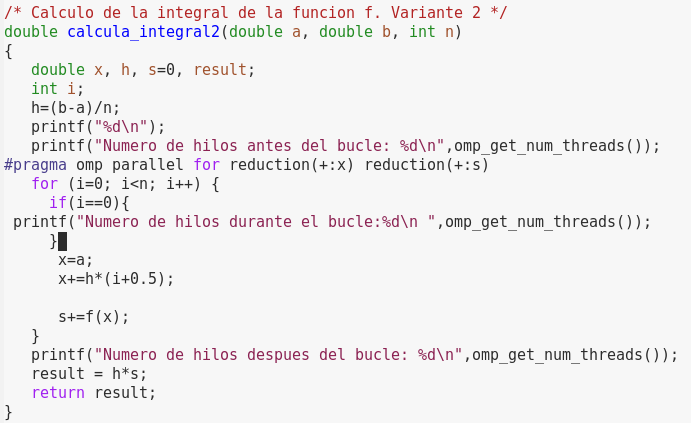 /* Calculo de la integral de la funcion f. Variante 2 */
double calcula_integral2(double a, double b, int n)
{
   double x, h, s=0, result;
   int i;
   h=(b-a)/n;
   printf("%d\n");
   printf("Numero de hilos antes del bucle: %d\n",omp_get_num_threads());
#pragma omp parallel for reduction(+:x) reduction(+:s)
   for (i=0; i<n; i++) {
     if(i==0){
 printf("Numero de hilos durante el bucle:%d\n ",omp_get_num_threads());
     }
      x=a;
      x+=h*(i+0.5);

      s+=f(x);
   }
   printf("Numero de hilos despues del bucle: %d\n",omp_get_num_threads());
   result = h*s;
   return result;
}